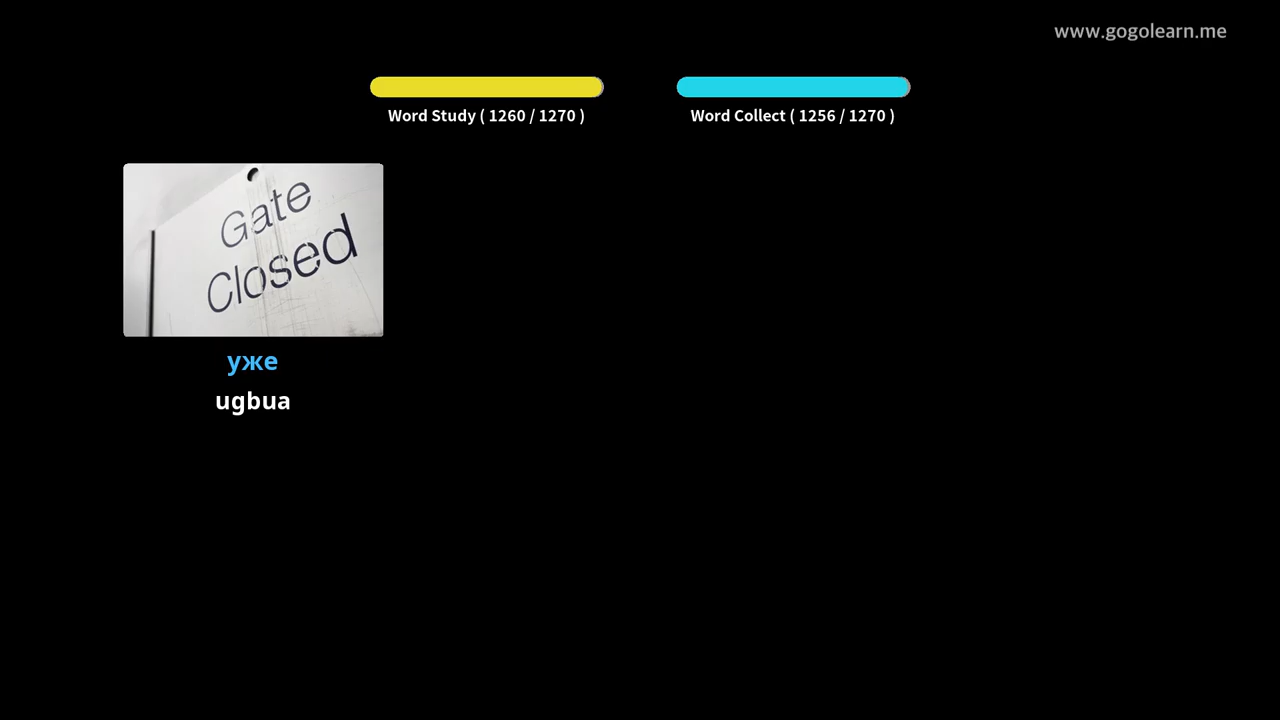 www.gogolearn.me
Word Study ( 1260 / 1270 )
Word Collect ( 1256 / 1270 )
Gate
Closed
уже
ugbua